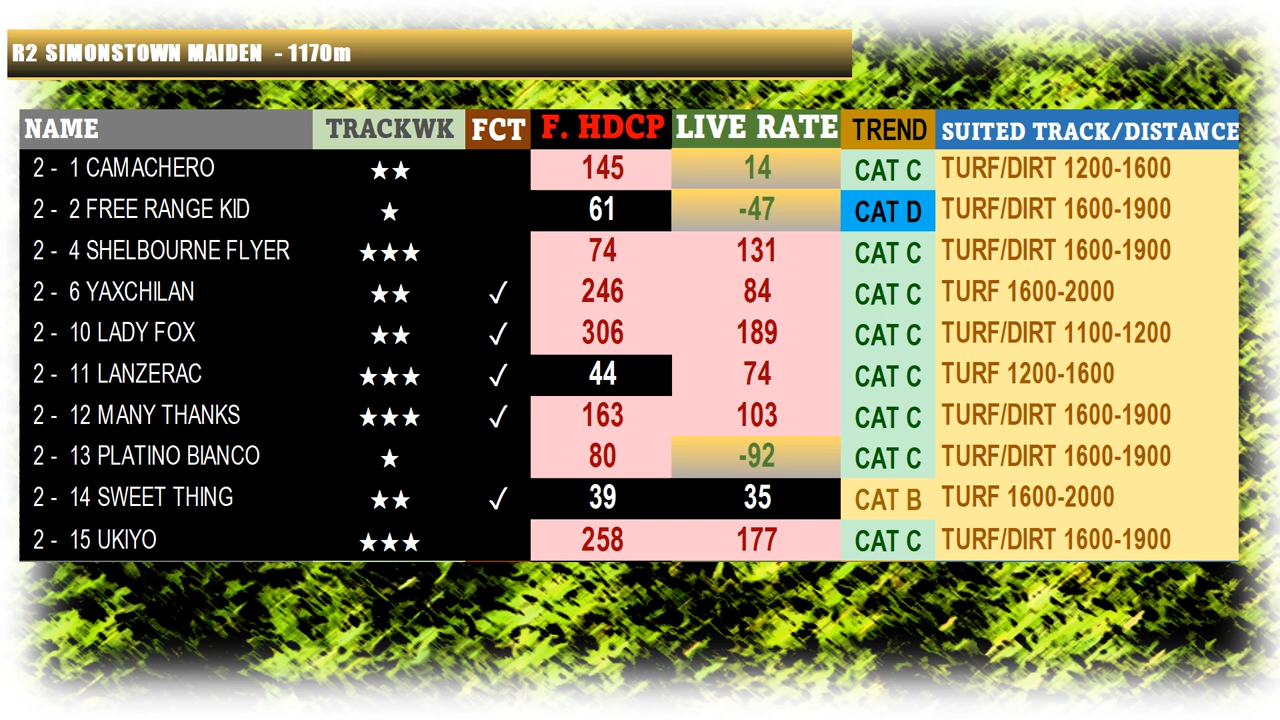 R2 SIMONSTOWN MAIDEN - 1170m
NAME TRACKWK FCT F. HDCP LIVE RATE TREND SUITED TRACK/DISTANCE
2 - 1 CAMACHERO ★★ 145 14 CAT C TURF/DIRT 1200-1600
2 - 2 FREE RANGE KID ★ 61 -47 CAT D TURF/DIRT 1600-1900
2 - 4 SHELBOURNE FLYER ★★★ 74 131 CAT C TURF/DIRT 1600-1900
2 - 6 YAXCHILAN ★★ ✓ 246 84 CAT C TURF 1600-2000
2 - 10 LADY FOX ★★ ✓ 306 189 CAT C TURF/DIRT 1100-1200
2 - 11 LANZERAC ★★★ ✓ 44 74 CAT C TURF 1200-1600
2 - 12 MANY THANKS ★★★ ✓ 163 103 CAT C TURF/DIRT 1600-1900
2 - 13 PLATINO BIANCO ★ 80 -92 CAT C TURF/DIRT 1600-1900
2 - 14 SWEET THING ★★ ✓ 39 35 CAT B TURF 1600-2000
2 - 15 UKIYO ★★★ 258 177 CAT C TURF/DIRT 1600-1900